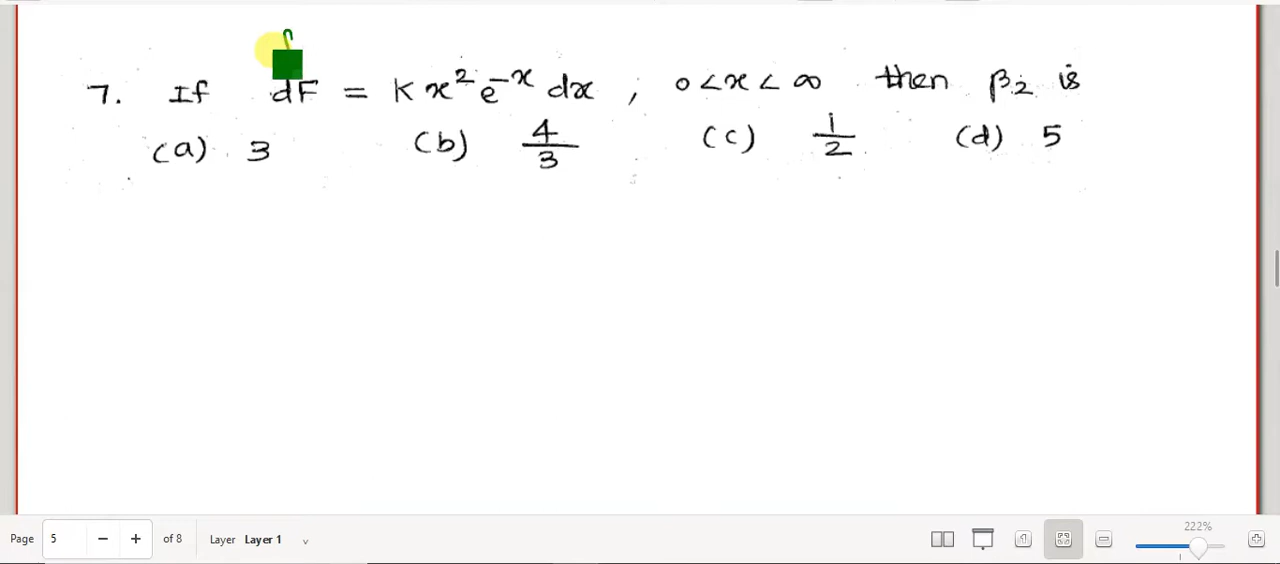 7. If dF = K x² e⁻ˣ dx ; 0 < x < ∞ then β₂ is
(a) 3 (b) 4/3 (c) 1/2 (d) 5
Page 5 of 8 Layer Layer 1 222%